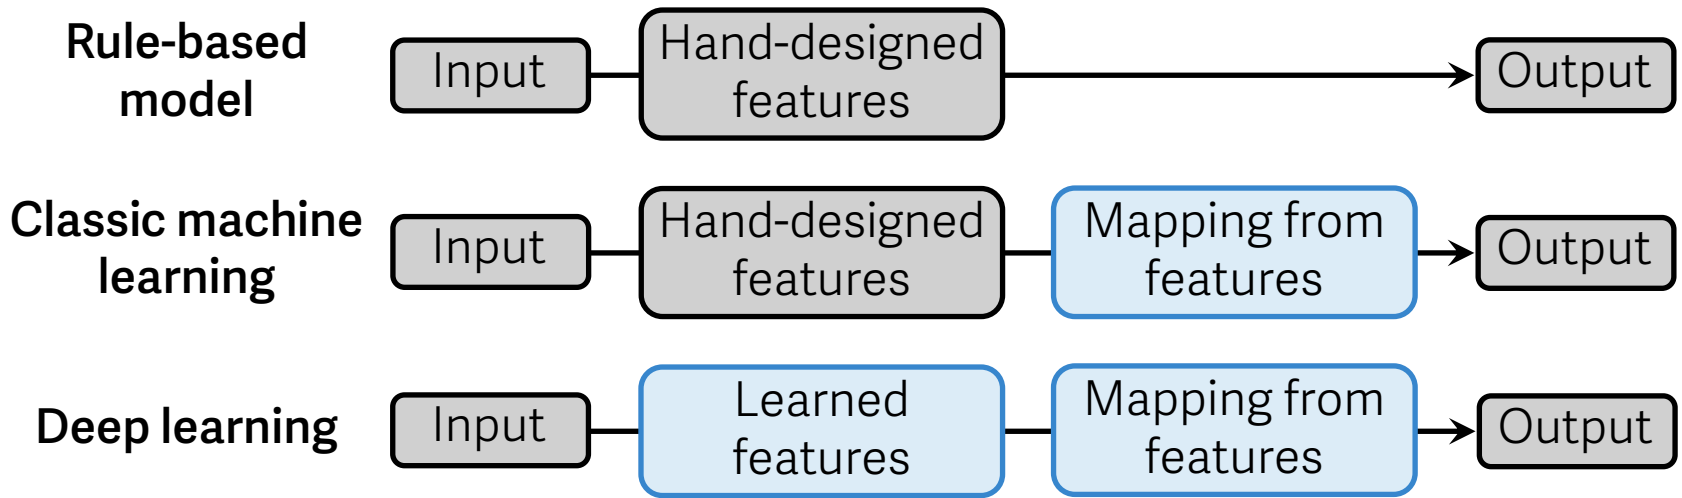 Rule-based
model
Input
Hand-designed
features
Output
Classic machine
learning
Input
Hand-designed
features
Mapping from
features
Output
Deep learning
Input
Learned
features
Mapping from
features
Output